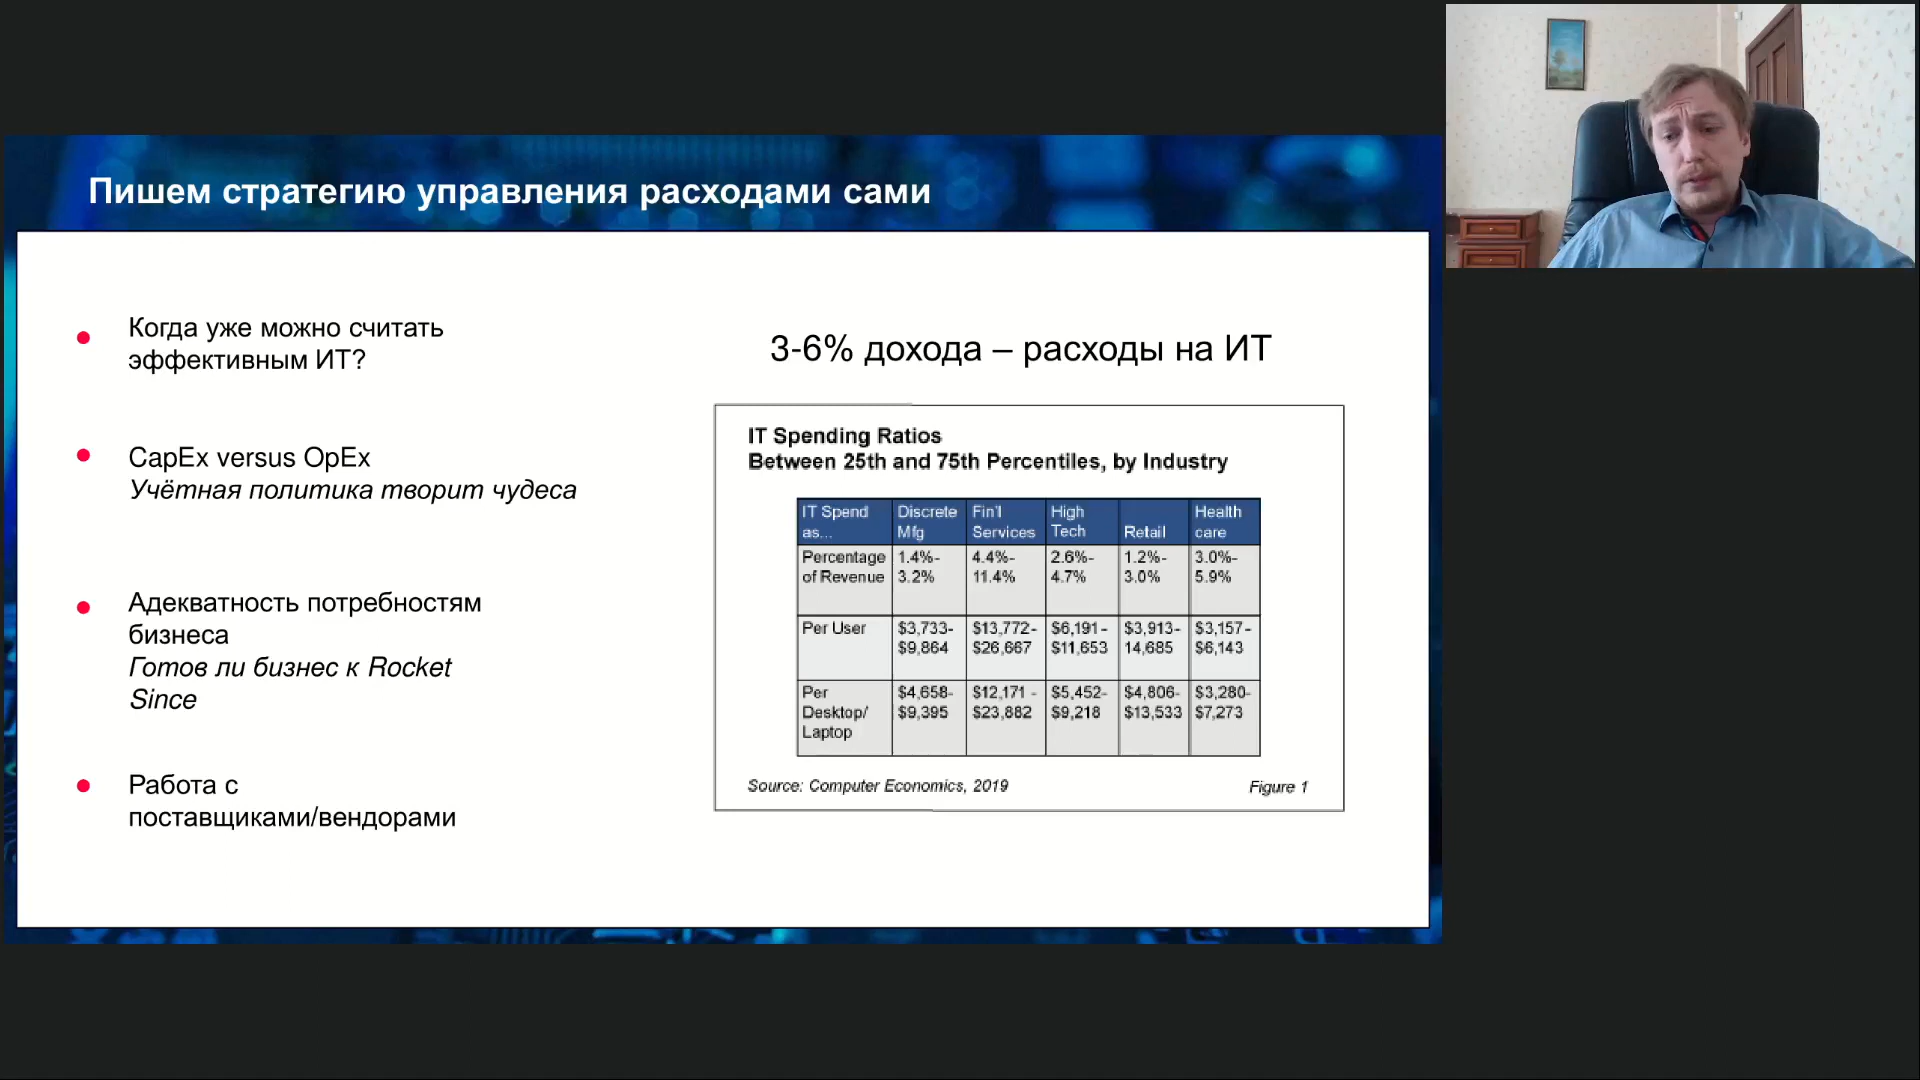 Пишем стратегию управления расходами сами
Когда уже можно считать
эффективным ИТ?
CapEx versus OpEx
Учётная политика творит чудеса
Адекватность потребностям
бизнеса
Готов ли бизнес к Rocket
Since
Работа с
поставщиками/вендорами
3-6% дохода – расходы на ИТ
IT Spending Ratios
Between 25th and 75th Percentiles, by Industry
IT Spend as... Discrete Mfg Fin'l Services High Tech Retail Health care
Percentage of Revenue 1.4%-3.2% 4.4%-11.4% 2.6%-4.7% 1.2%-3.0% 3.0%-5.9%
Per User $3,733-$9,864 $13,772-$26,667 $6,191-$11,653 $3,913-14,685 $3,157-$6,143
Per Desktop/Laptop $4,658-$9,395 $12,171 -$23,882 $5,452-$9,218 $4,806-$13,533 $3,280-$7,273
Source: Computer Economics, 2019 Figure 1